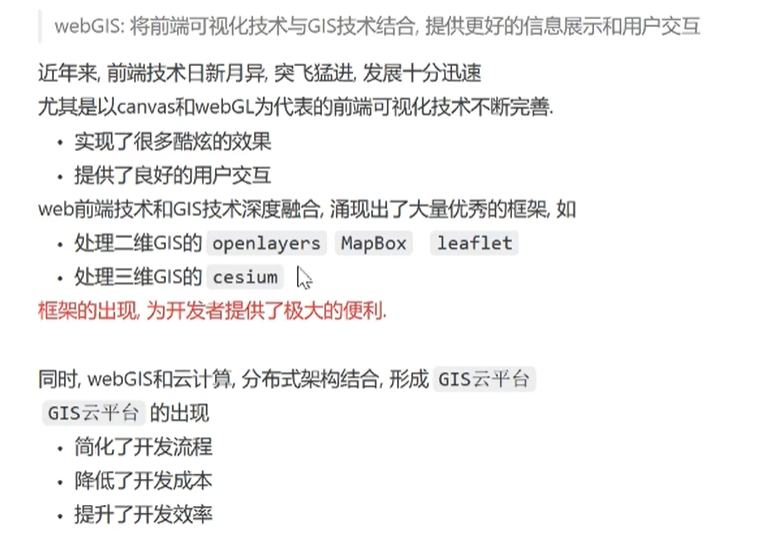 webGIS: 将前端可视化技术与GIS技术结合, 提供更好的信息展示和用户交互
近年来, 前端技术日新月异, 突飞猛进, 发展十分迅速
尤其是以canvas和webGL为代表的前端可视化技术不断完善.
• 实现了很多酷炫的效果
• 提供了良好的用户交互
web前端技术和GIS技术深度融合, 涌现出了大量优秀的框架, 如
• 处理二维GIS的 openlayers MapBox leaflet
• 处理三维GIS的 cesium
框架的出现, 为开发者提供了极大的便利.
同时, webGIS和云计算, 分布式架构结合, 形成 GIS云平台
GIS云平台 的出现
• 简化了开发流程
• 降低了开发成本
• 提升了开发效率